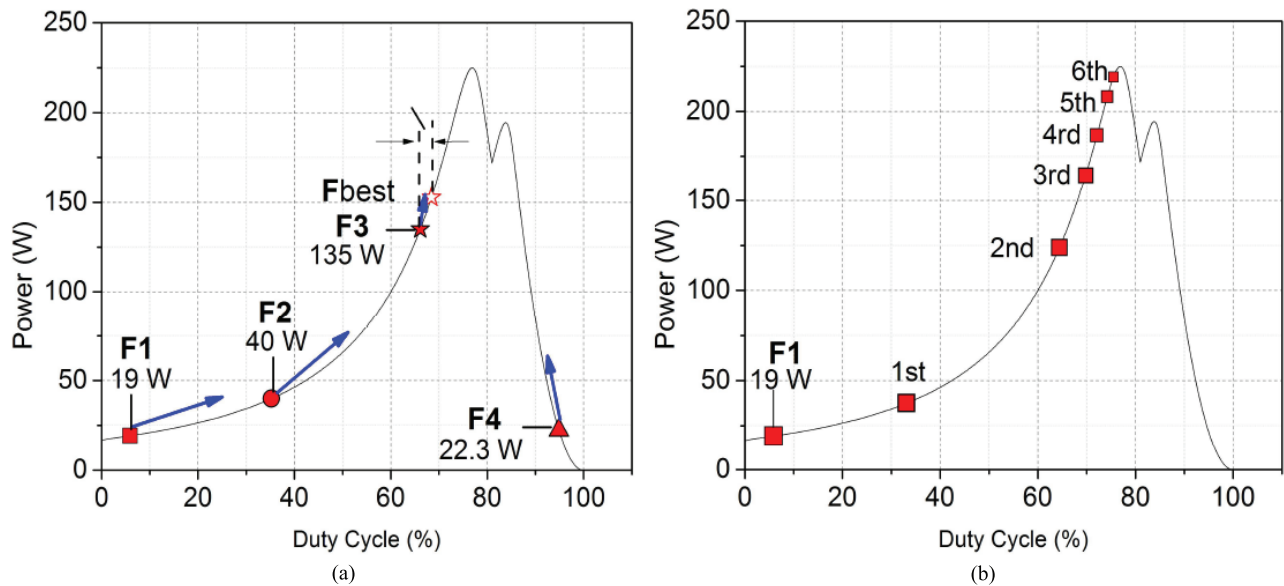 250
200
150
100
50
0
Power (W)
Fbest
F3
135 W
F2
40 W
F1
19 W
F4
22.3 W
0 20 40 60 80 100
Duty Cycle (%)
(a)
250
200
150
100
50
0
Power (W)
6th
5th
4rd
3rd
2nd
1st
F1
19 W
0 20 40 60 80 100
Duty Cycle (%)
(b)